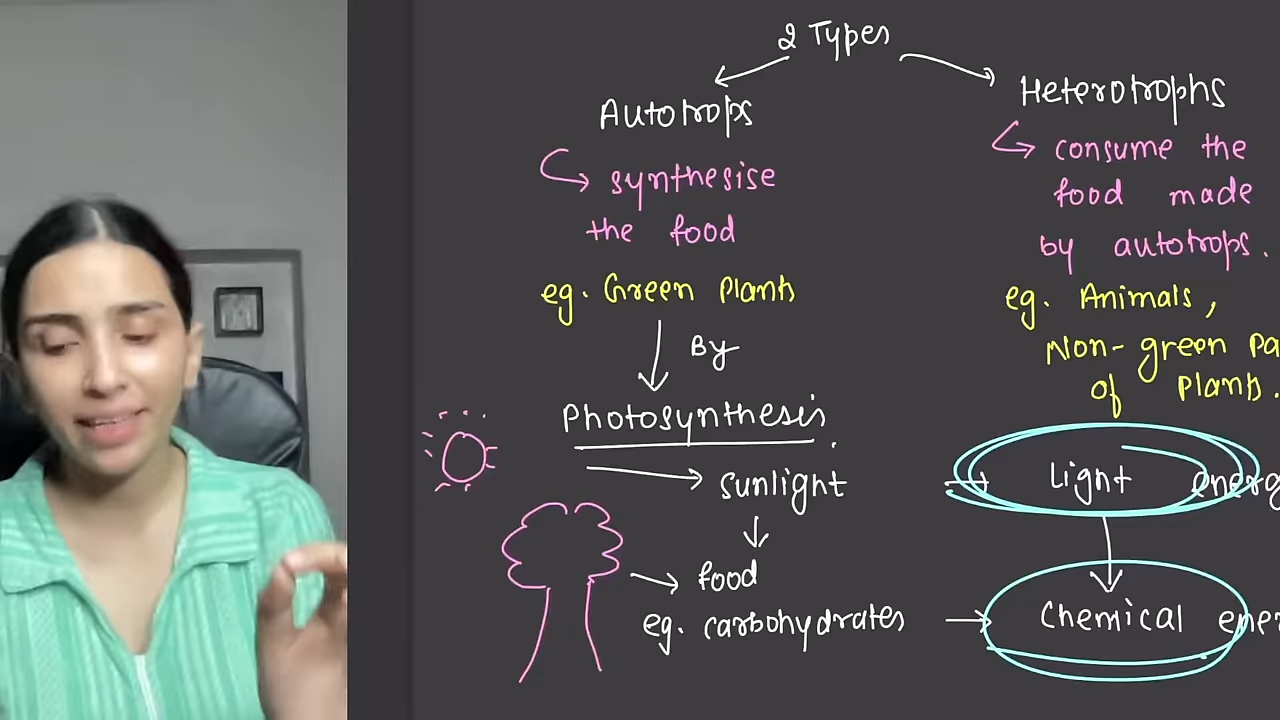 2 Types
Autotrops
synthesise
the food
eg. Green Plants
By
Photosynthesis
sunlight
food
eg. carbohydrates
Heterotrophs
consume the
food made
by autotrops.
eg. Animals,
Non-green Pa
of Plants.
Light energ
Chemical ener